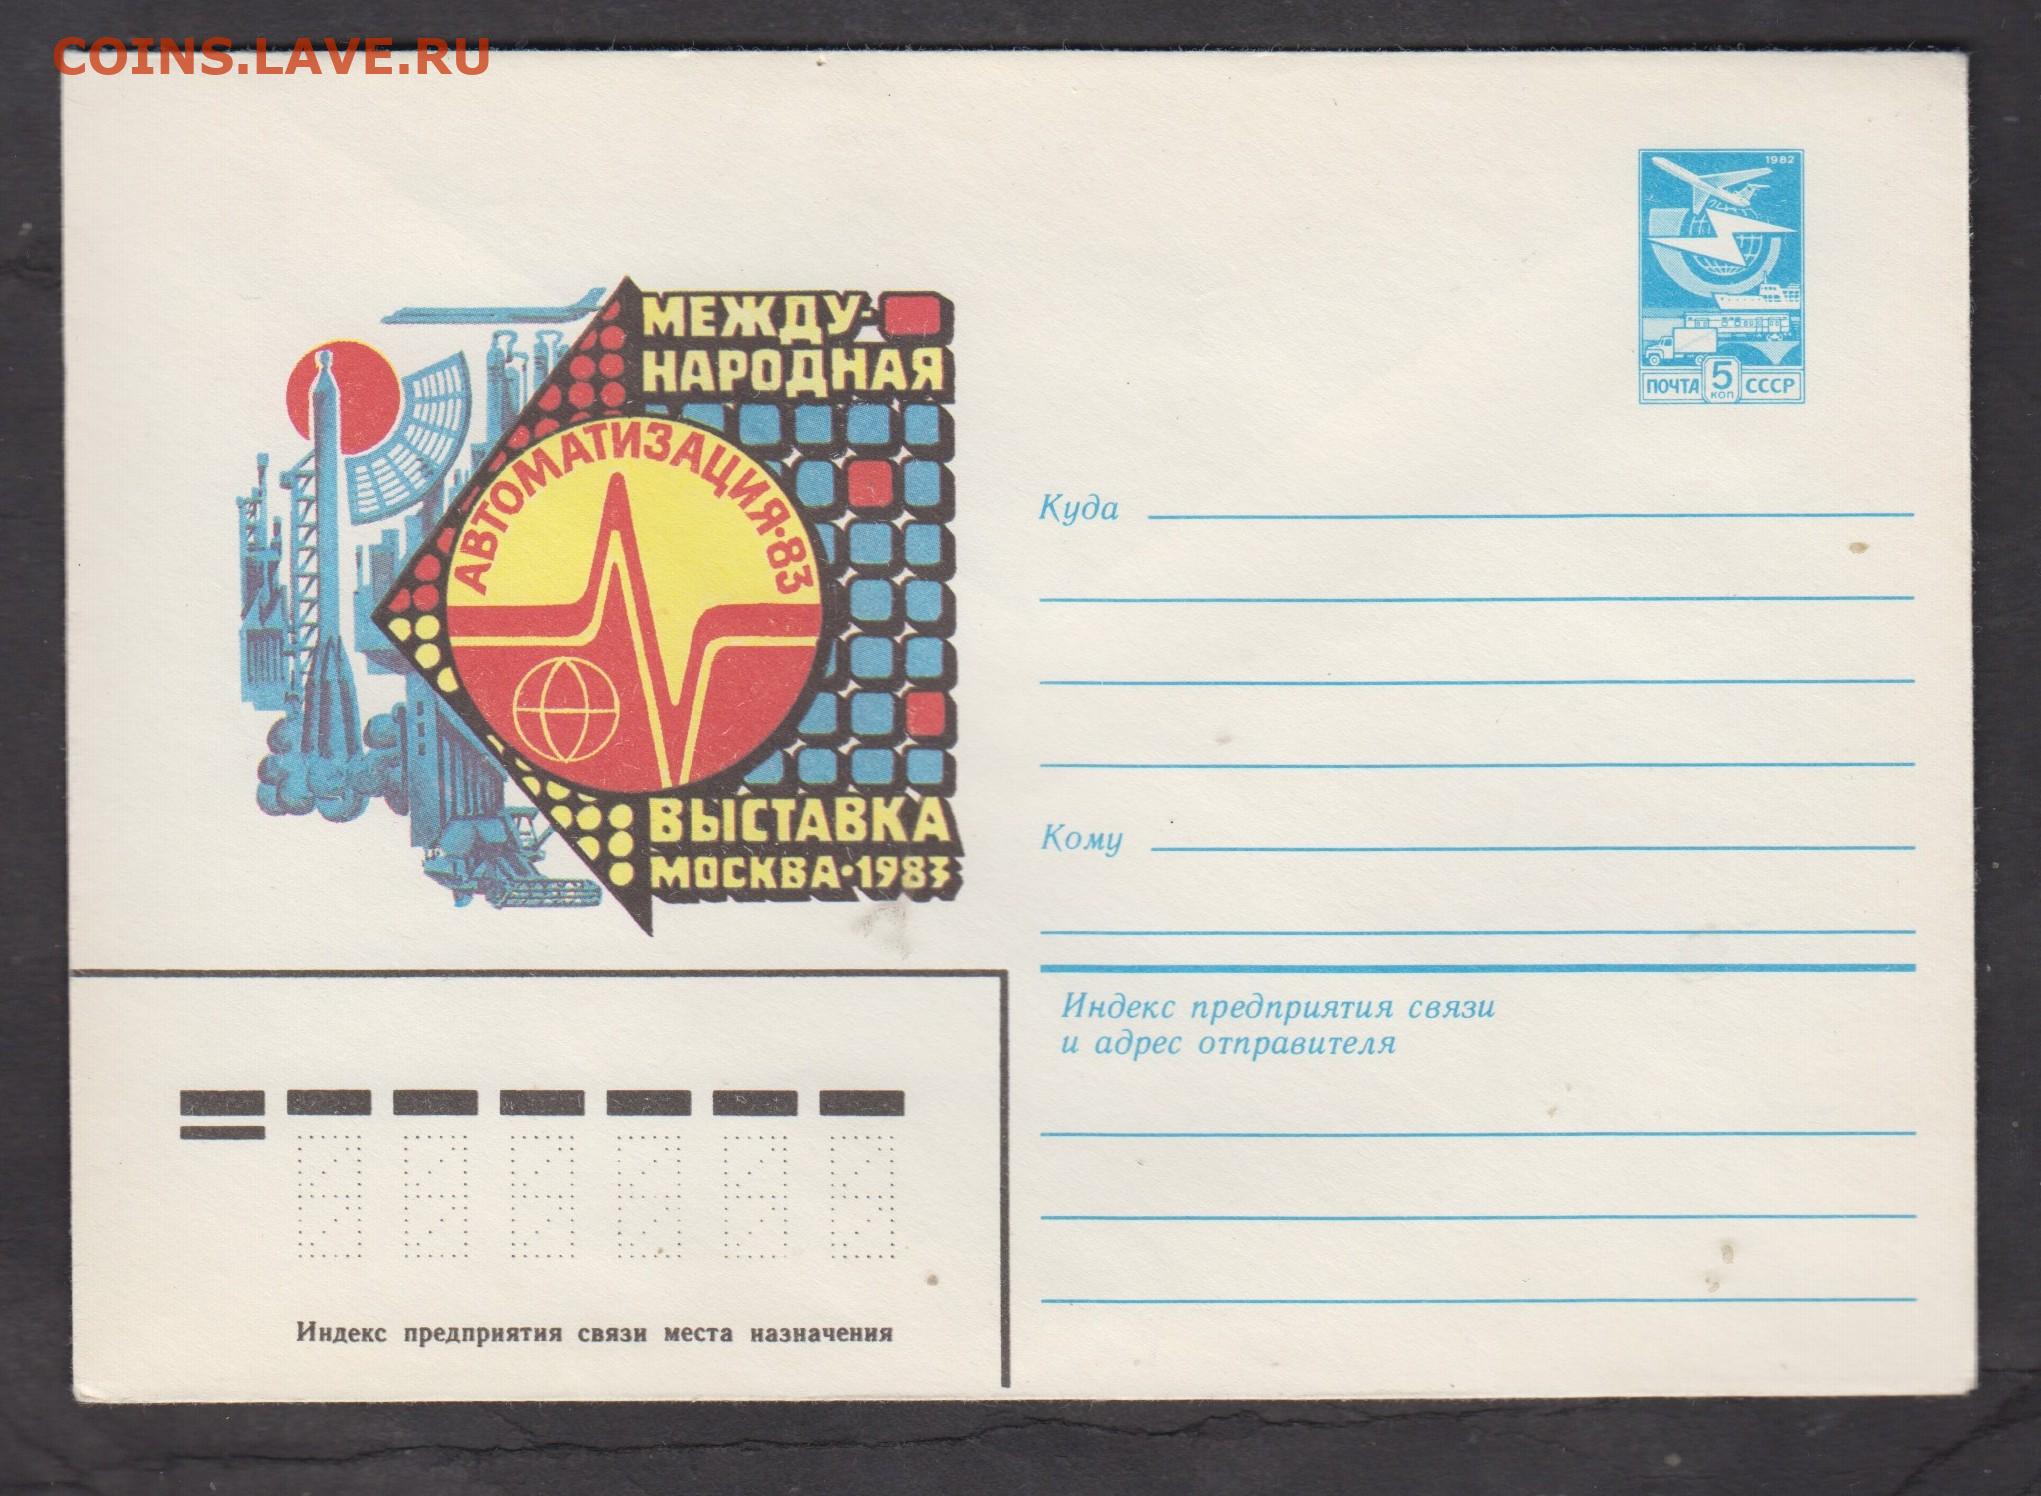 COINS.LAVE.RU
1982
ПОЧТА 5 КОП СССР
МЕЖДУ-
НАРОДНАЯ
АВТОМАТИЗАЦИЯ·83
ВЫСТАВКА
МОСКВА·1983
Куда
Кому
Индекс предприятия связи
и адрес отправителя
Индекс предприятия связи места назначения